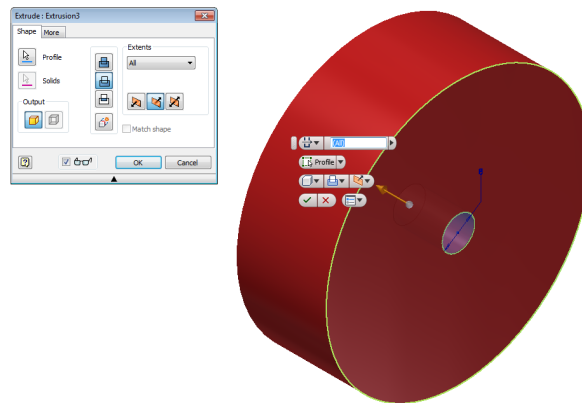 Extrude : Extrusion3
Shape
More
Profile
Solids
Output
Extents
All
Match shape
OK
Cancel
(All)
Profile